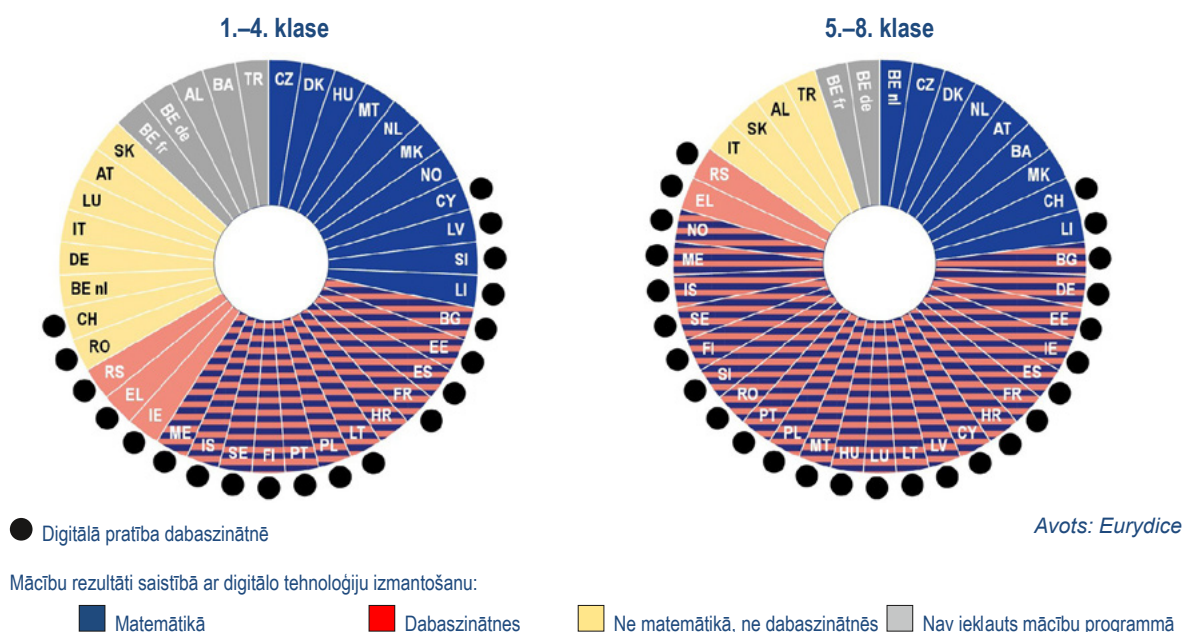 1.–4. klase
5.–8. klase
CZ
DK
HU
MT
NL
MK
NO
CY
LV
SI
LI
BG
EE
ES
FR
HR
LT
PL
PT
FI
SE
IS
ME
IE
EL
RS
RO
CH
BE nl
DE
IT
LU
AT
SK
BE fr
BE de
AL
BA
TR
BE nl
CZ
DK
NL
AT
BA
MK
CH
LI
BG
DE
EE
IE
ES
FR
HR
CY
LV
LT
LU
HU
MT
PL
PT
RO
SI
FI
SE
IS
ME
NO
EL
RS
IT
SK
AL
TR
BE fr
BE de
Digitālā pratība dabaszinātnē
Avots: Eurydice
Mācību rezultāti saistībā ar digitālo tehnoloģiju izmantošanu:
Matemātikā
Dabaszinātnes
Ne matemātikā, ne dabaszinātnēs
Nav iekļauts mācību programmā